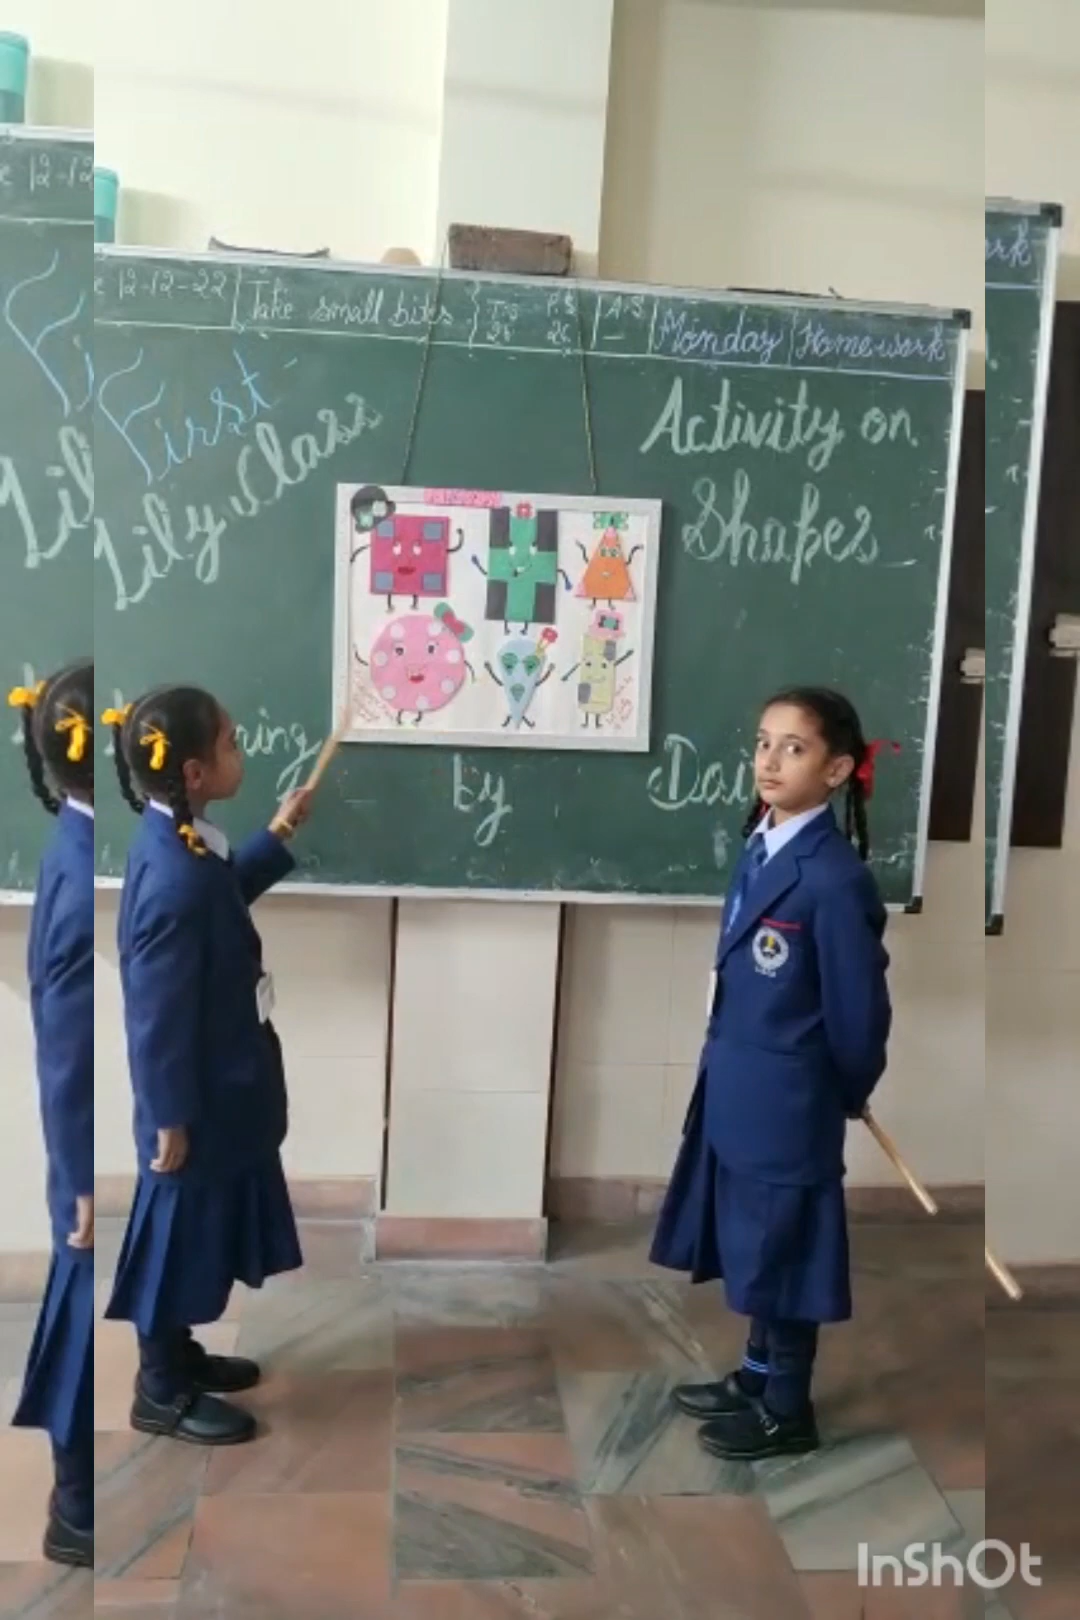 12-12-22 Take small bites T.S P.S A.S Monday Homework
26 26 —
First
Lily Class
Activity on
Shapes
by
InShOt